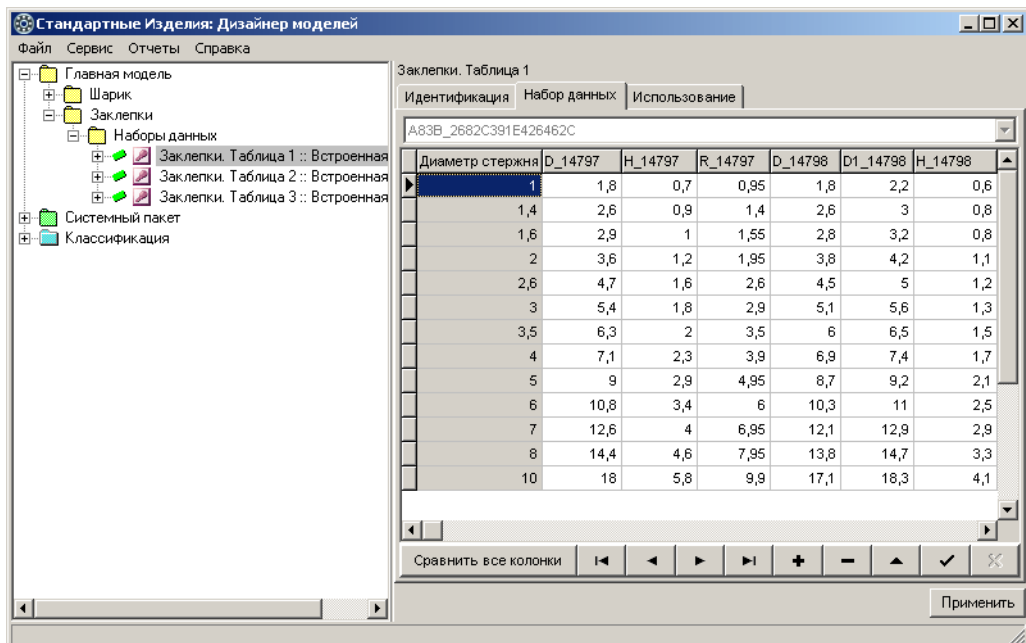 Стандартные Изделия: Дизайнер моделей
Файл Сервис Отчеты Справка
Главная модель
Шарик
Заклепки
Наборы данных
Заклепки. Таблица 1 :: Встроенная
Заклепки. Таблица 2 :: Встроенная
Заклепки. Таблица 3 :: Встроенная
Системный пакет
Классификация
Заклепки. Таблица 1
Идентификация Набор данных Использование
A83B_2682C391E426462C
Диаметр стержня D_14797 H_14797 R_14797 D_14798 D1_14798 H_14798
1 1,8 0,7 0,95 1,8 2,2 0,6
1,4 2,6 0,9 1,4 2,6 3 0,8
1,6 2,9 1 1,55 2,8 3,2 0,8
2 3,6 1,2 1,95 3,8 4,2 1,1
2,6 4,7 1,6 2,6 4,5 5 1,2
3 5,4 1,8 2,9 5,1 5,6 1,3
3,5 6,3 2 3,5 6 6,5 1,5
4 7,1 2,3 3,9 6,9 7,4 1,7
5 9 2,9 4,95 8,7 9,2 2,1
6 10,8 3,4 6 10,3 11 2,5
7 12,6 4 6,95 12,1 12,9 2,9
8 14,4 4,6 7,95 13,8 14,7 3,3
10 18 5,8 9,9 17,1 18,3 4,1
Сравнить все колонки
Применить